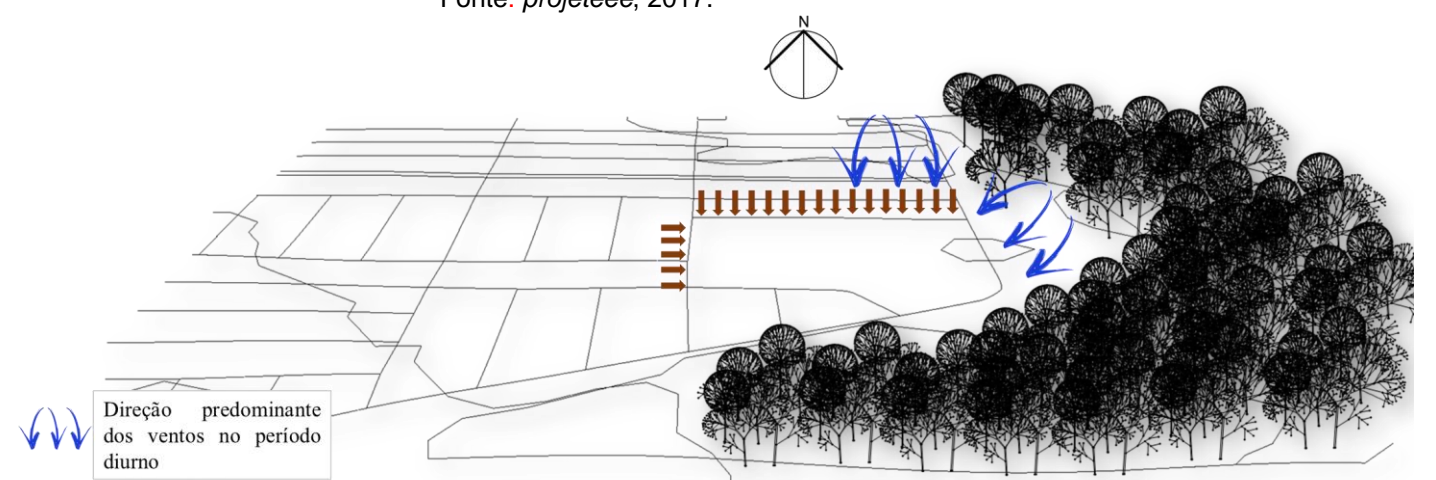 Fonte: projeteee, 2017.
N
Direção predominante
dos ventos no período
diurno